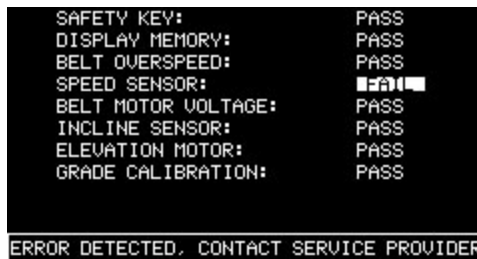 SAFETY KEY: PASS
DISPLAY MEMORY: PASS
BELT OVERSPEED: PASS
SPEED SENSOR: FAIL
BELT MOTOR VOLTAGE: PASS
INCLINE SENSOR: PASS
ELEVATION MOTOR: PASS
GRADE CALIBRATION: PASS
ERROR DETECTED, CONTACT SERVICE PROVIDER